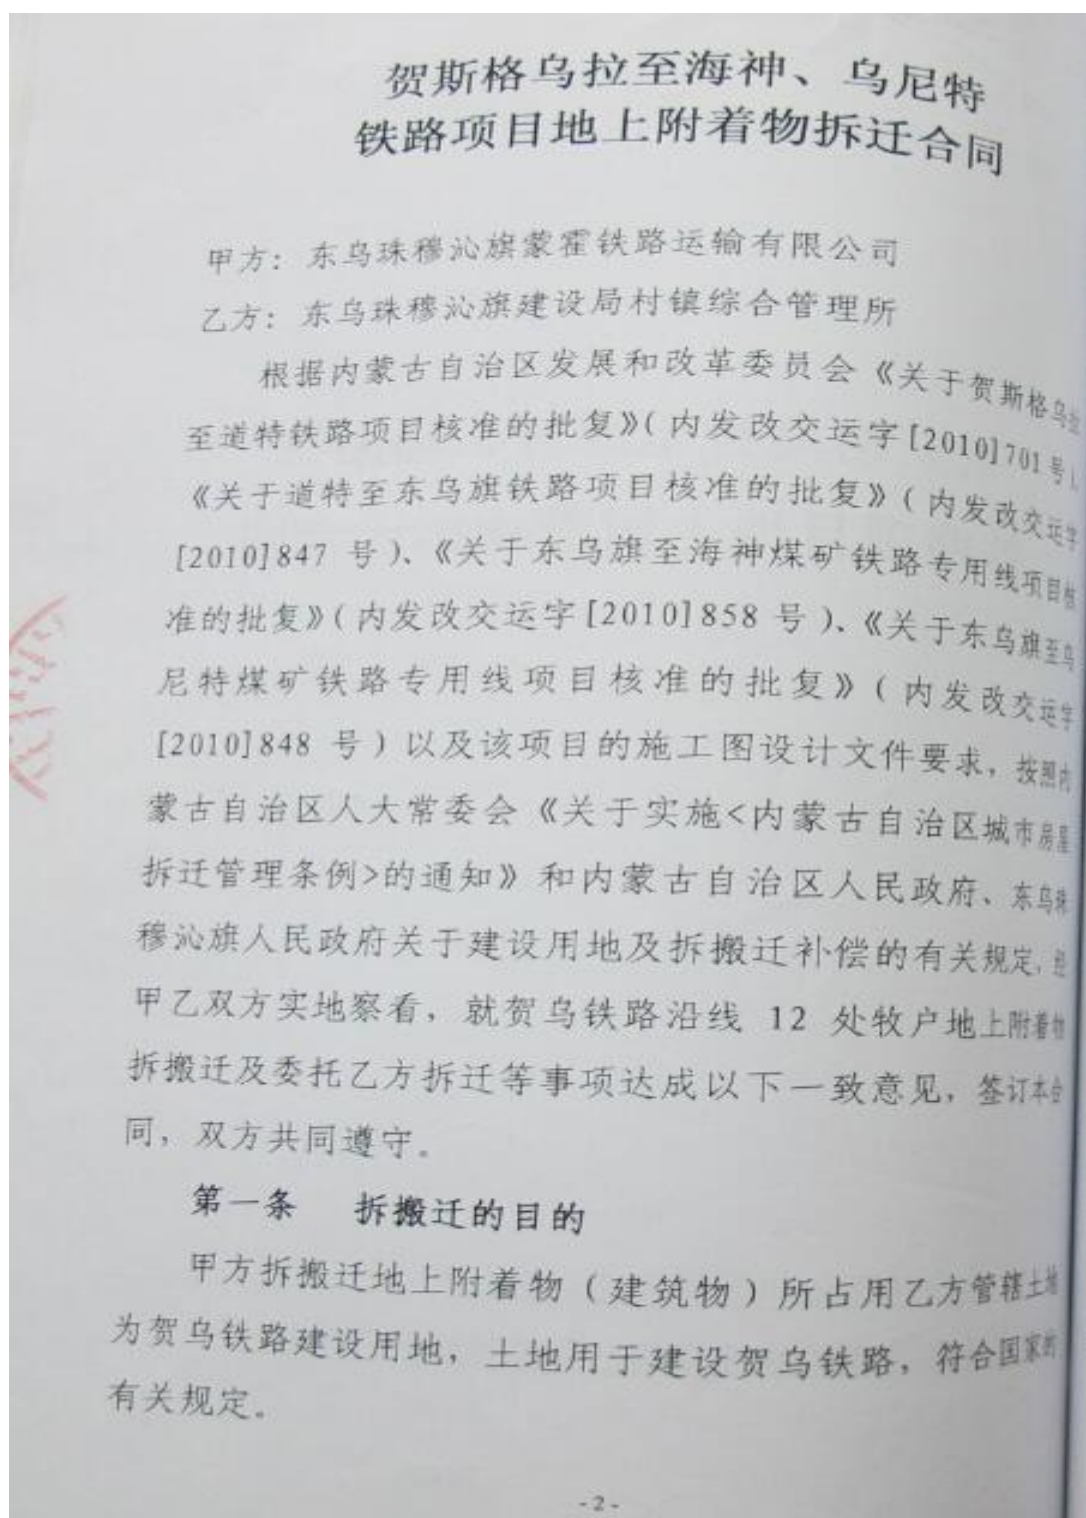 贺斯格乌拉至海神、乌尼特
铁路项目地上附着物拆迁合同
甲方：东乌珠穆沁旗蒙霍铁路运输有限公司
乙方：东乌珠穆沁旗建设局村镇综合管理所
根据内蒙古自治区发展和改革委员会《关于贺斯格乌拉
至道特铁路项目核准的批复》（内发改交运字[2010]701号）、
《关于道特至东乌旗铁路项目核准的批复》（内发改交运字
[2010]847 号）、《关于东乌旗至海神煤矿铁路专用线项目核
准的批复》（内发改交运字[2010]858 号）、《关于东乌旗至乌
尼特煤矿铁路专用线项目核准的批复》（内发改交运字
[2010]848 号）以及该项目的施工图设计文件要求，按照内
蒙古自治区人大常委会《关于实施<内蒙古自治区城市房屋
拆迁管理条例>的通知》和内蒙古自治区人民政府、东乌珠
穆沁旗人民政府关于建设用地及拆搬迁补偿的有关规定，经
甲乙双方实地察看，就贺乌铁路沿线 12 处牧户地上附着物
拆搬迁及委托乙方拆迁等事项达成以下一致意见，签订本合
同，双方共同遵守。
第一条 拆搬迁的目的
甲方拆搬迁地上附着物（建筑物）所占用乙方管辖土地
为贺乌铁路建设用地，土地用于建设贺乌铁路，符合国家的
有关规定。
-2-